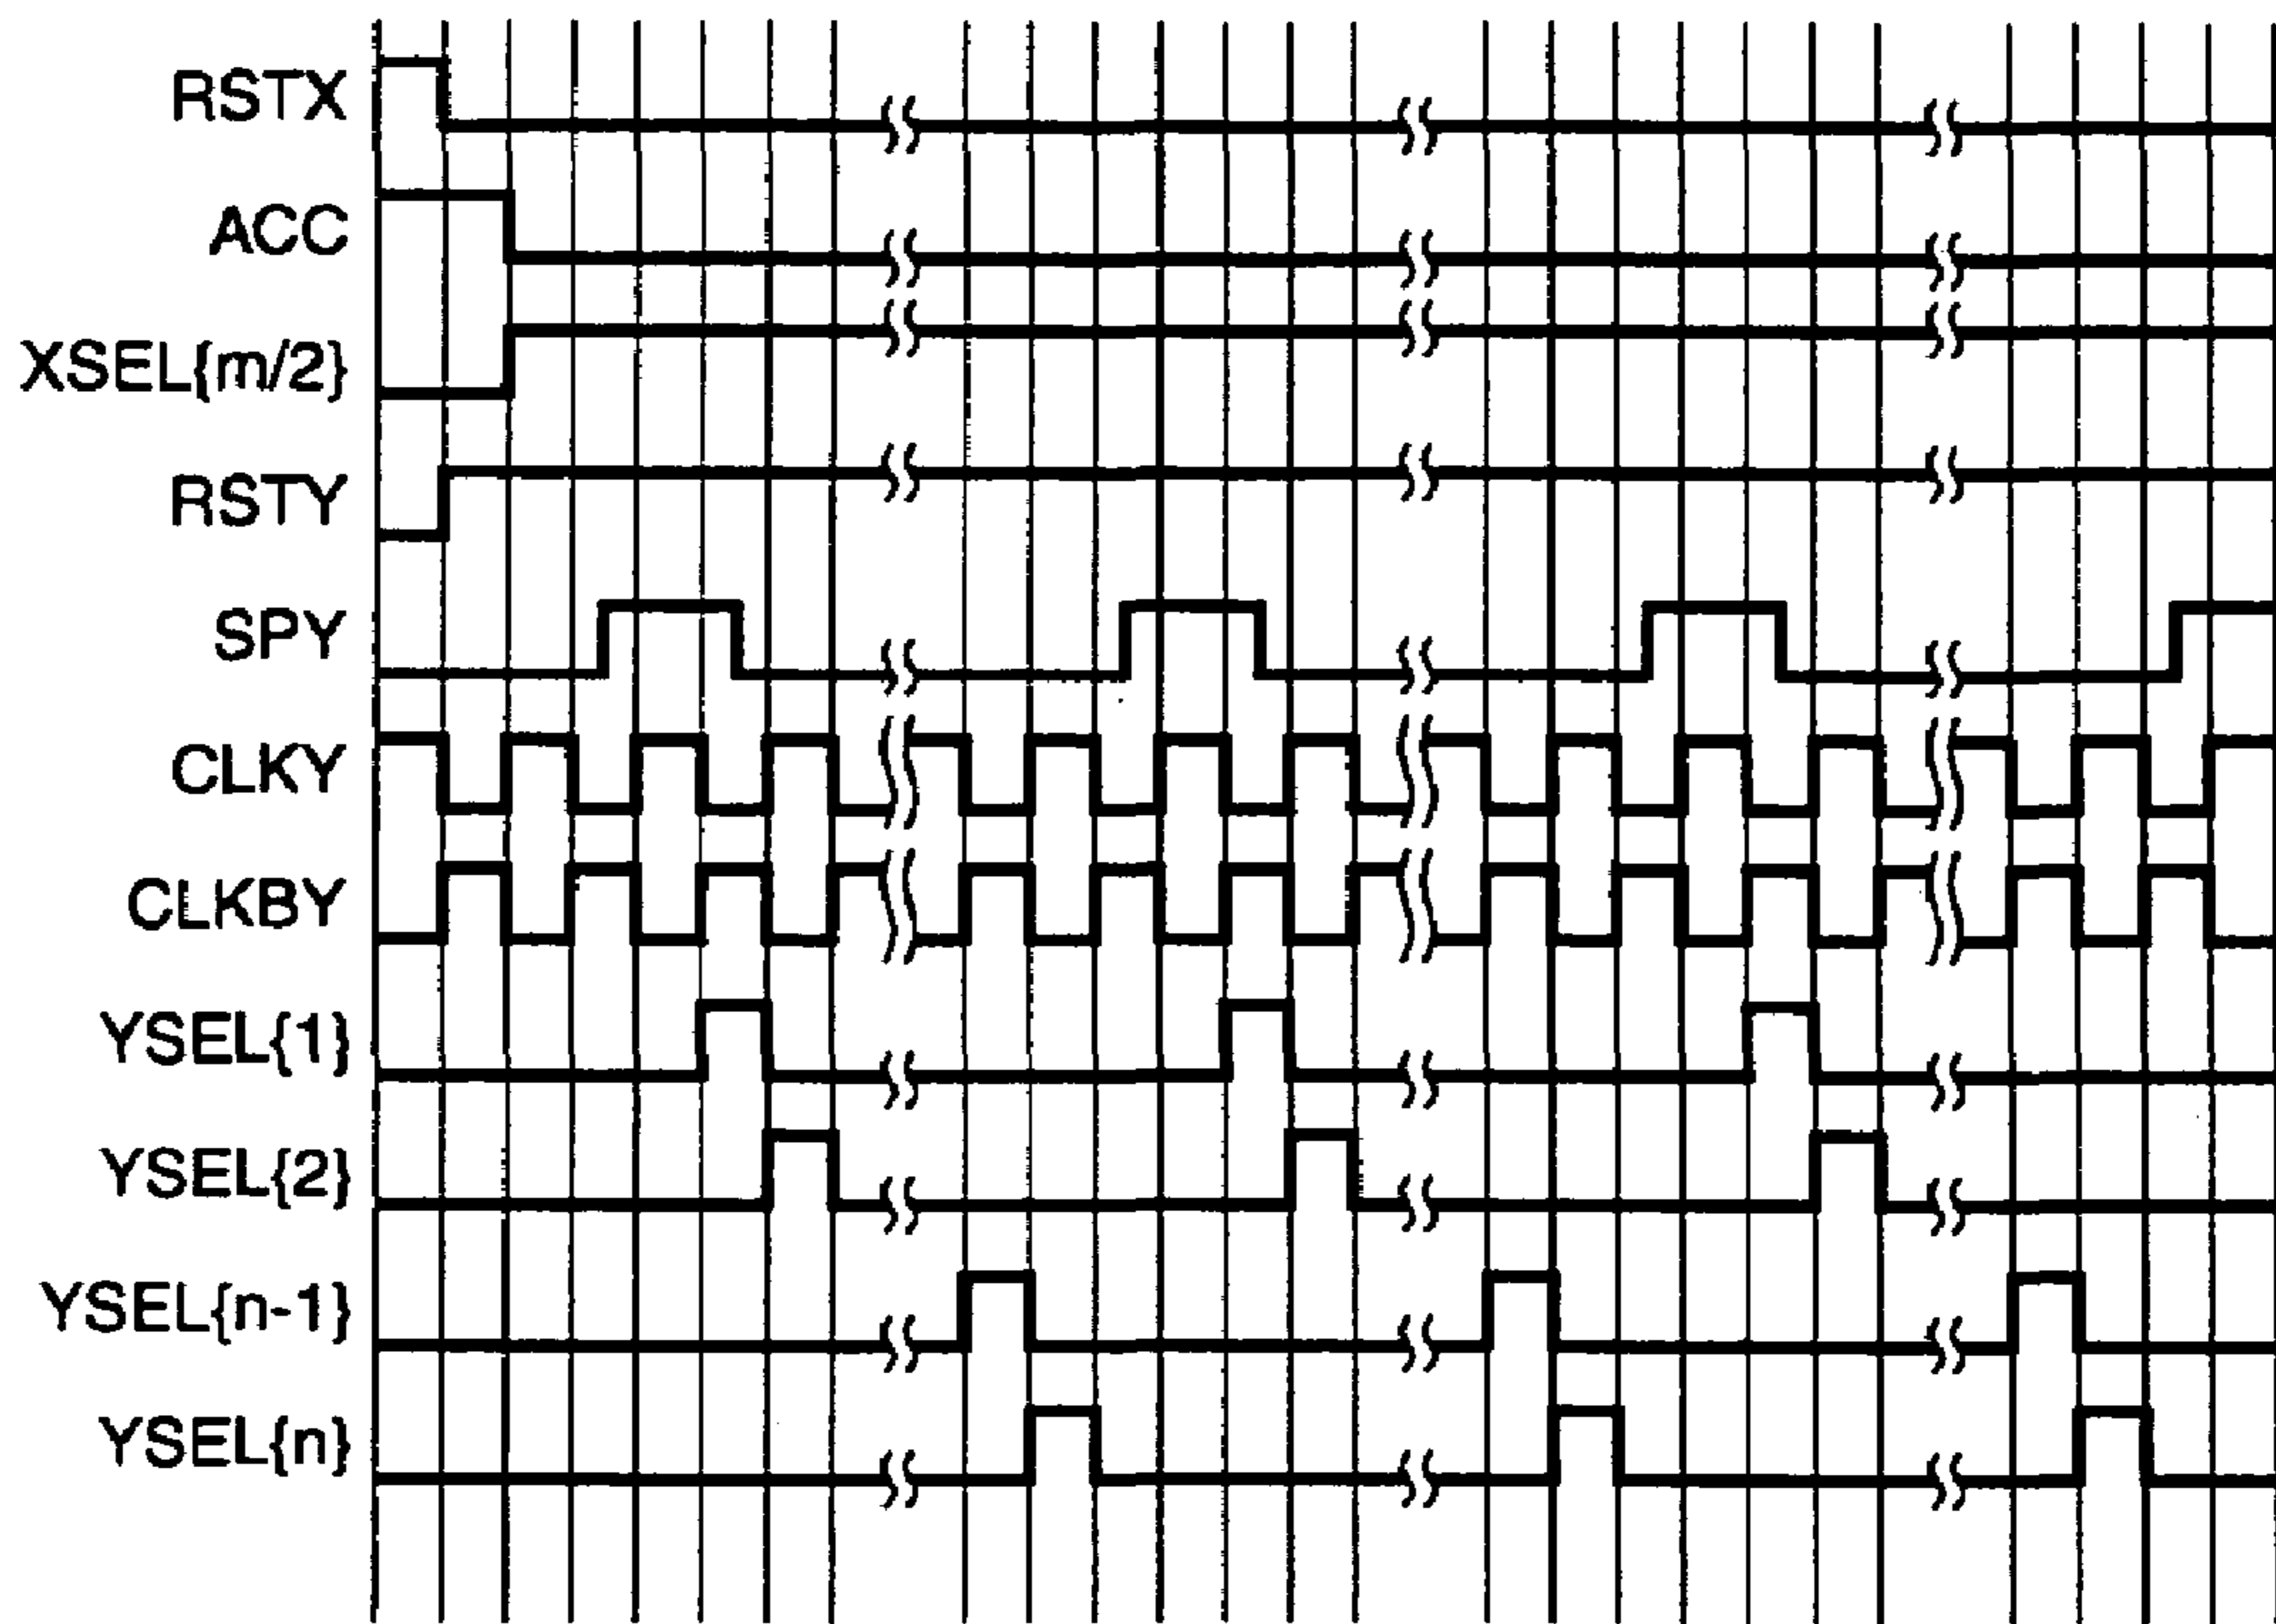 RSTX
ACC
XSEL{m/2}
RSTY
SPY
CLKY
CLKBY
YSEL{1}
YSEL{2}
YSEL{n-1}
YSEL{n}